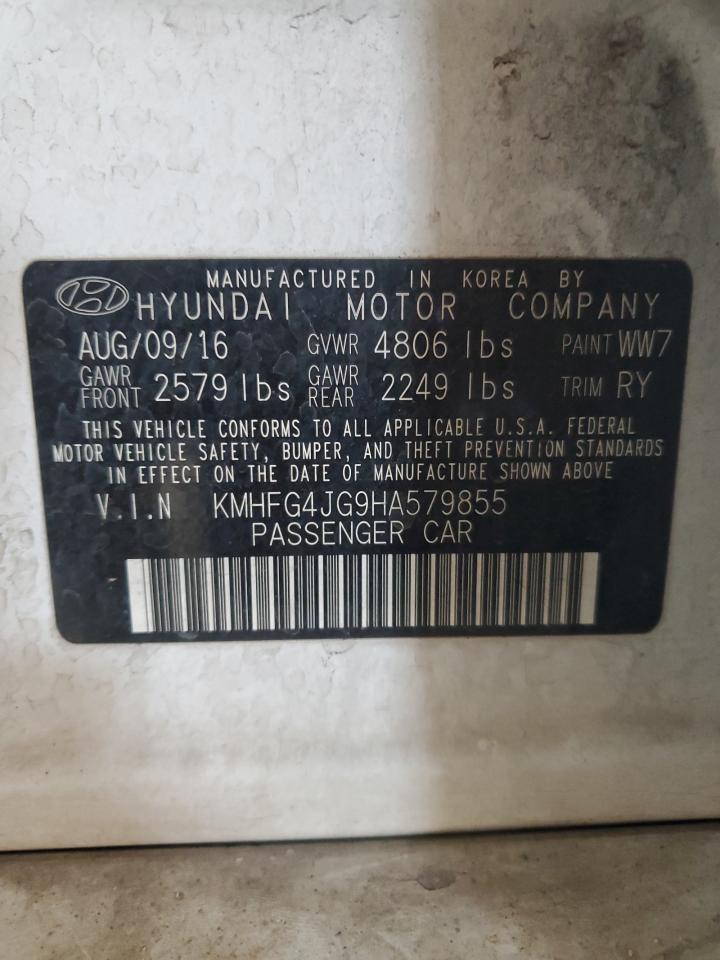 MANUFACTURED IN KOREA BY
HYUNDAI MOTOR COMPANY
AUG/09/16 GVWR 4806 lbs PAINT WW7
GAWR FRONT 2579 lbs GAWR REAR 2249 lbs TRIM RY
THIS VEHICLE CONFORMS TO ALL APPLICABLE U.S.A. FEDERAL
MOTOR VEHICLE SAFETY, BUMPER, AND THEFT PREVENTION STANDARDS
IN EFFECT ON THE DATE OF MANUFACTURE SHOWN ABOVE
V.I.N KMHFG4JG9HA579855
PASSENGER CAR